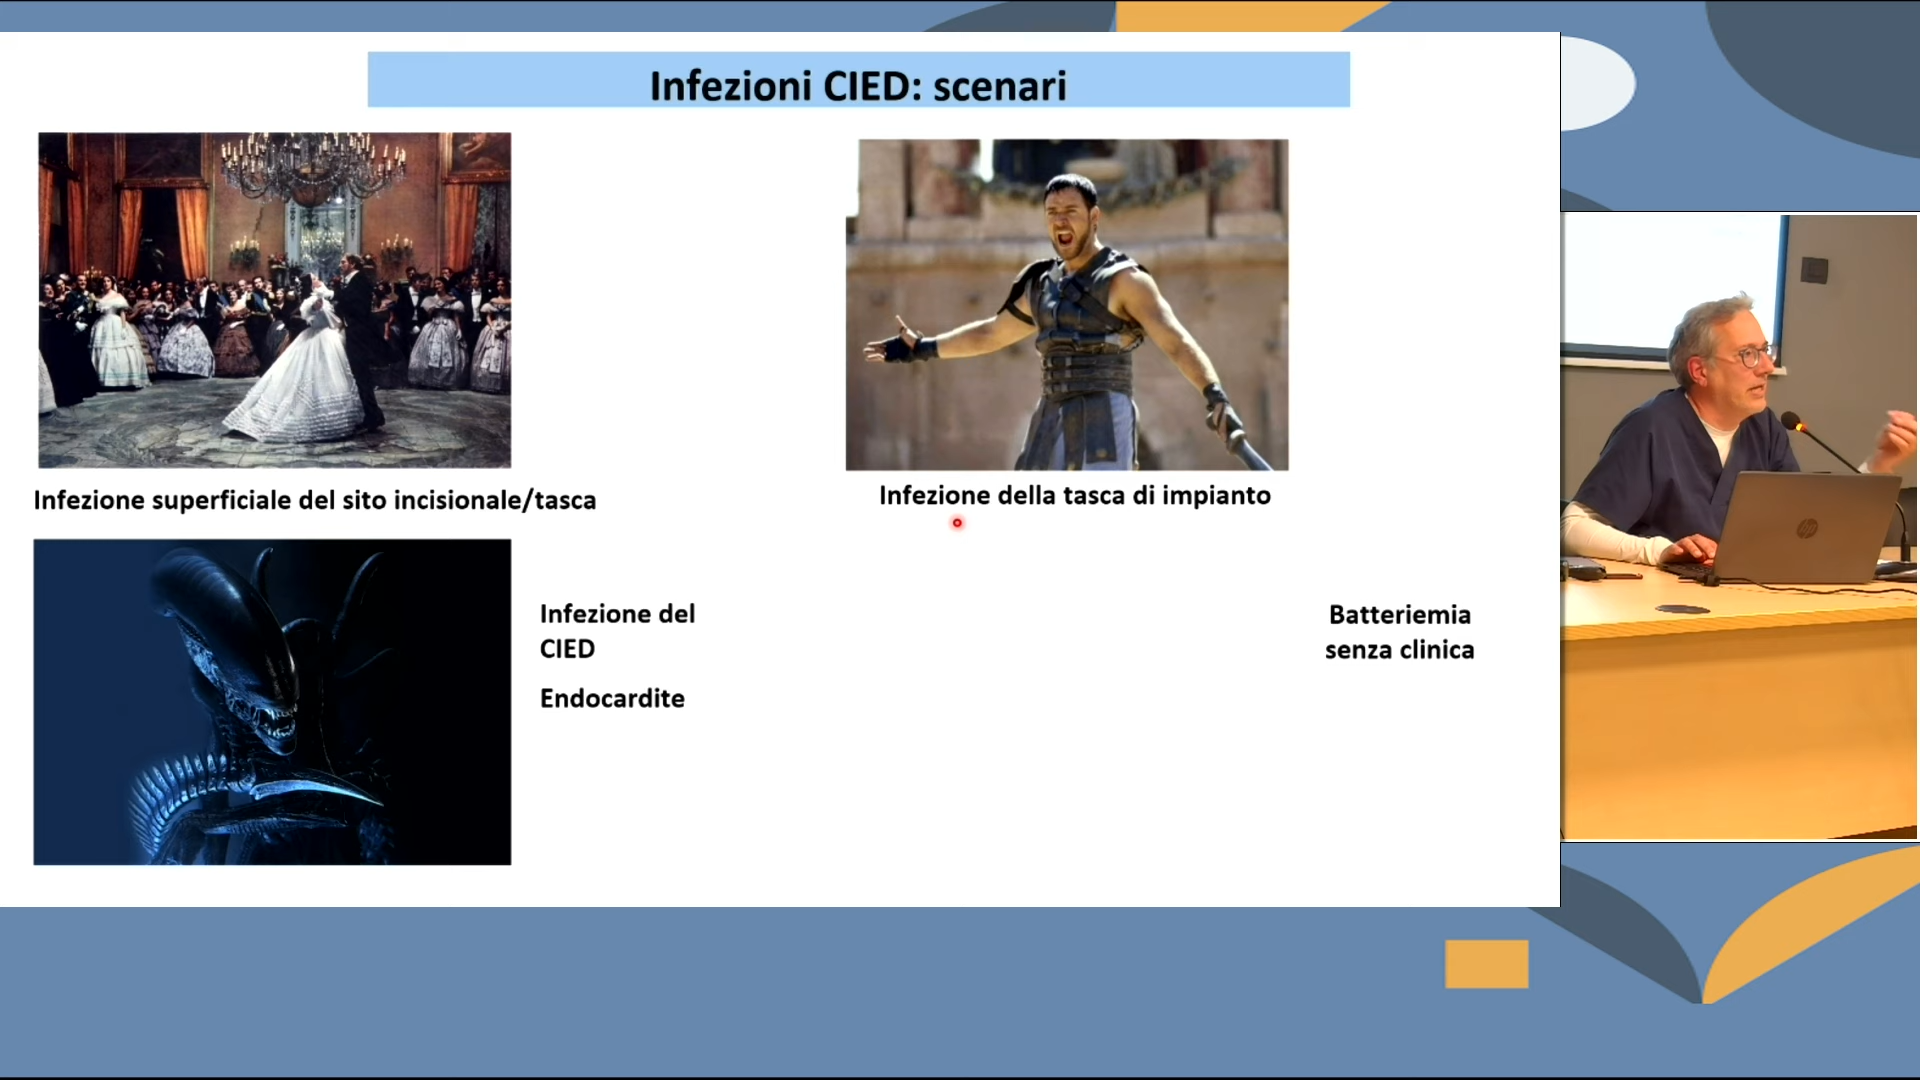 Infezioni CIED: scenari
Infezione superficiale del sito incisionale/tasca
Infezione della tasca di impianto
Infezione del
CIED
Endocardite
Batteriemia
senza clinica
hp